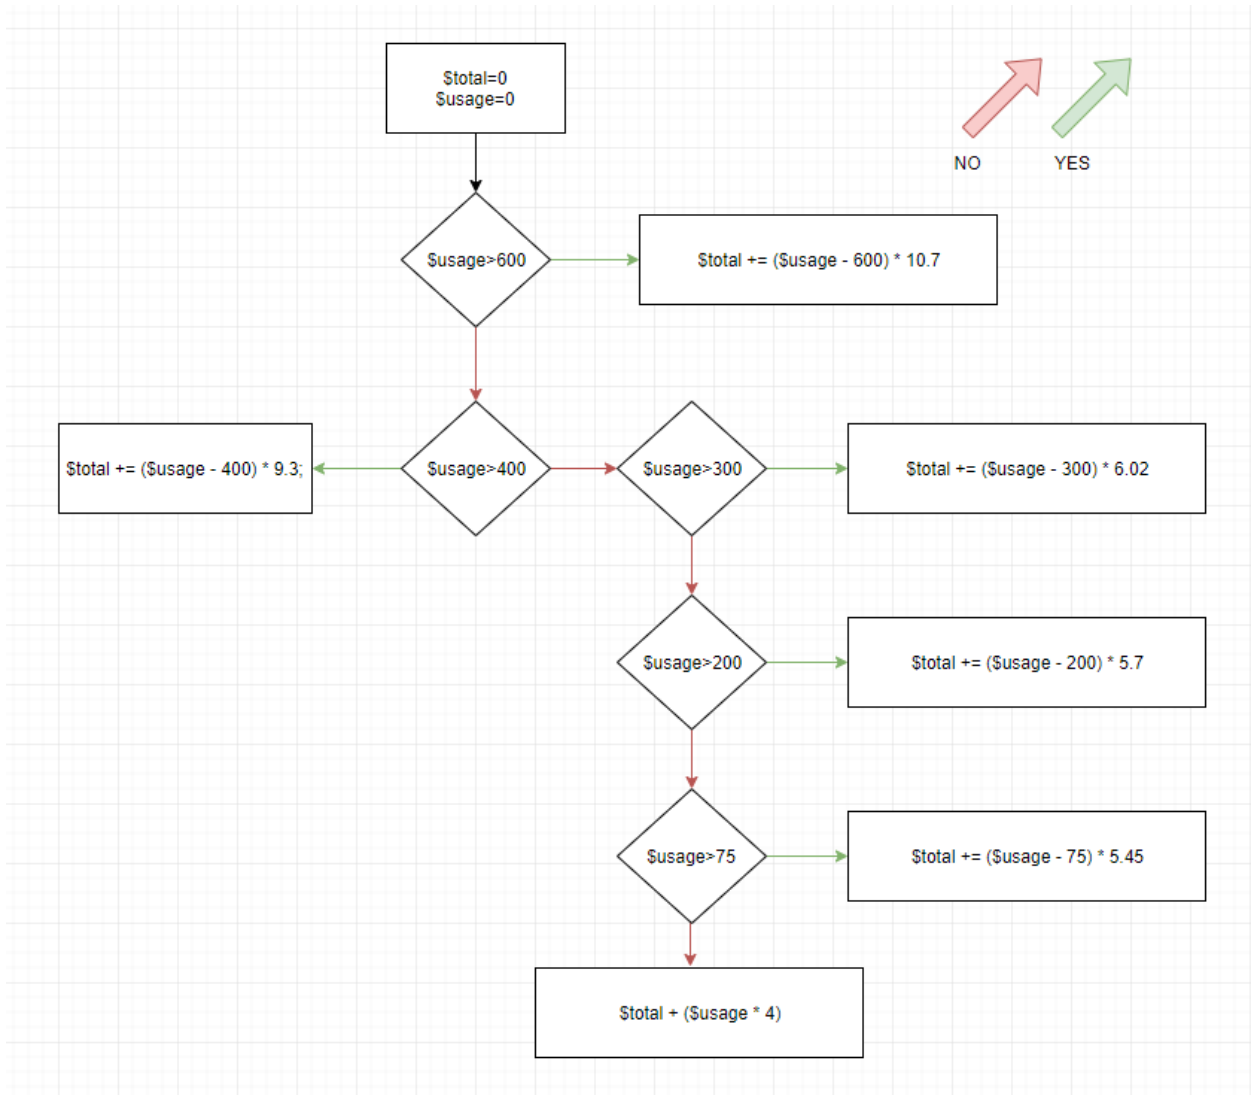 $total=0
$usage=0
NO
YES
$usage>600
$total += ($usage - 600) * 10.7
$total += ($usage - 400) * 9.3;
$usage>400
$usage>300
$total += ($usage - 300) * 6.02
$usage>200
$total += ($usage - 200) * 5.7
$usage>75
$total += ($usage - 75) * 5.45
$total + ($usage * 4)